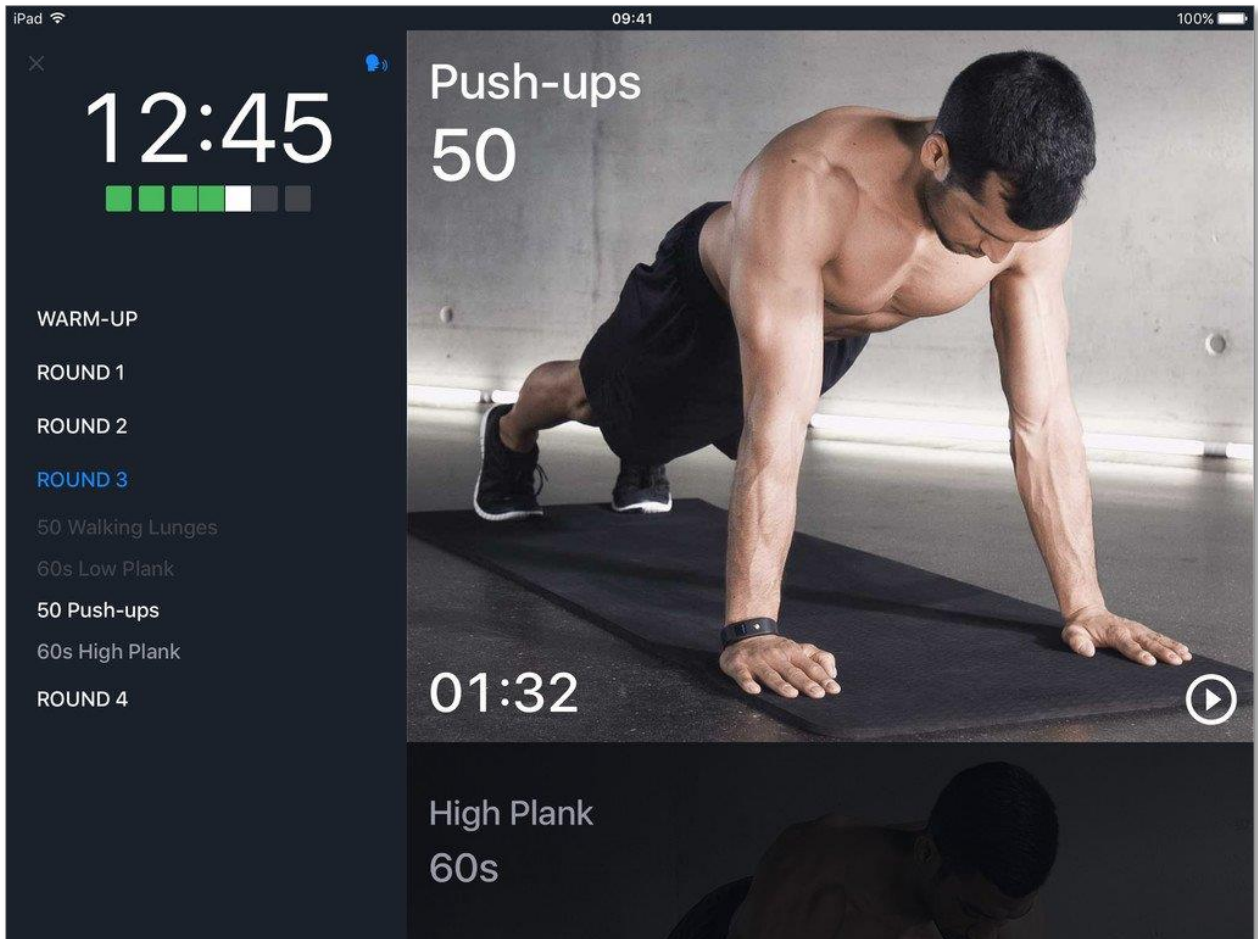 iPad 09:41 100%
12:45
WARM-UP
ROUND 1
ROUND 2
ROUND 3
50 Walking Lunges
60s Low Plank
50 Push-ups
60s High Plank
ROUND 4
Push-ups
50
01:32
High Plank
60s